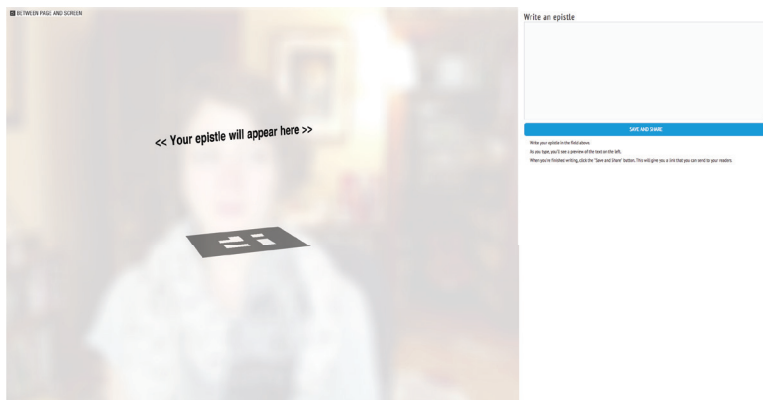 BETWEEN PAGE AND SCREEN
<< Your epistle will appear here >>
Write an epistle
SAVE AND SHARE
Write your epistle in the field above.
As you type, you'll see a preview of the text on the left.
When you're finished writing, click the "Save and Share" button. This will give you a link that you can send to your readers.